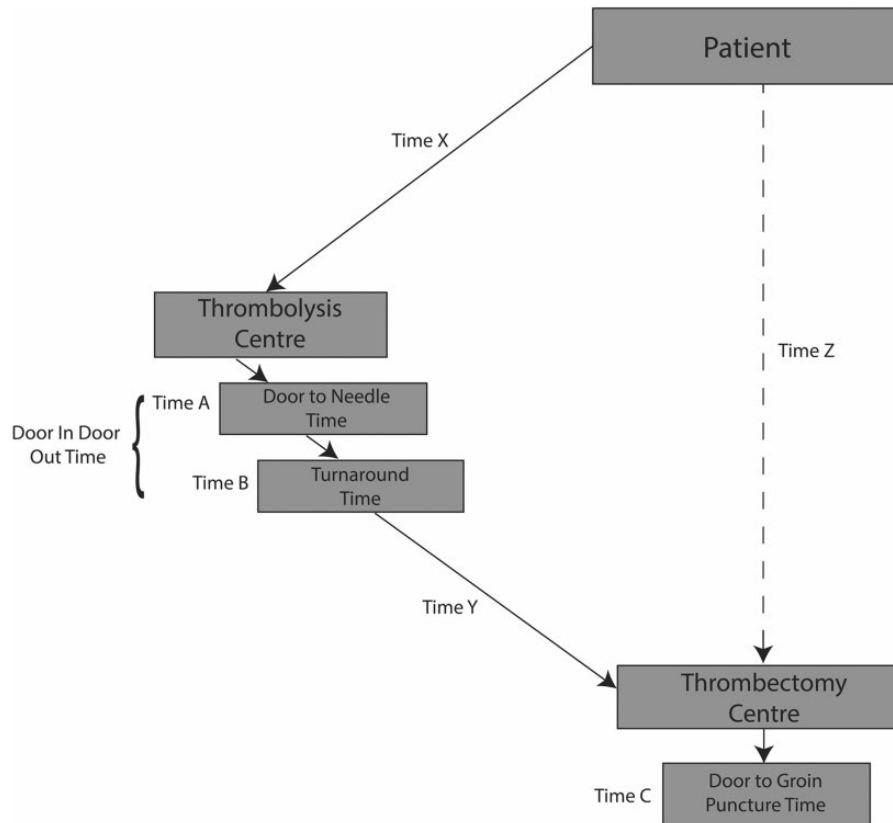 Patient
Time X
Thrombolysis
Centre
Time Z
Time A
Door to Needle
Time
Door In Door
Out Time
Time B
Turnaround
Time
Time Y
Thrombectomy
Centre
Time C
Door to Groin
Puncture Time